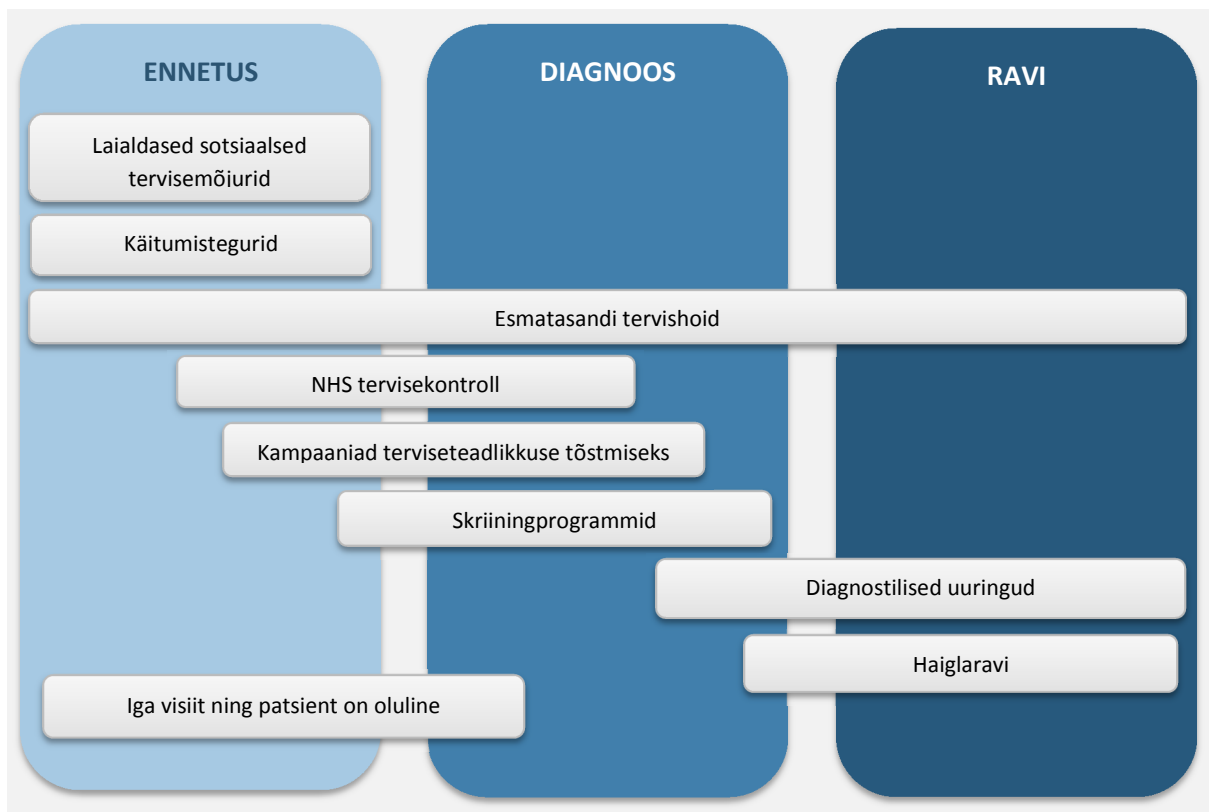 ENNETUS
DIAGNOOS
RAVI
Laialdased sotsiaalsed
tervisemõjurid
Käitumistegurid
Esmatasandi tervishoid
NHS tervisekontroll
Kampaaniad terviseteadlikkuse tõstmiseks
Skriiningprogrammid
Diagnostilised uuringud
Haiglaravi
Iga visiit ning patsient on oluline